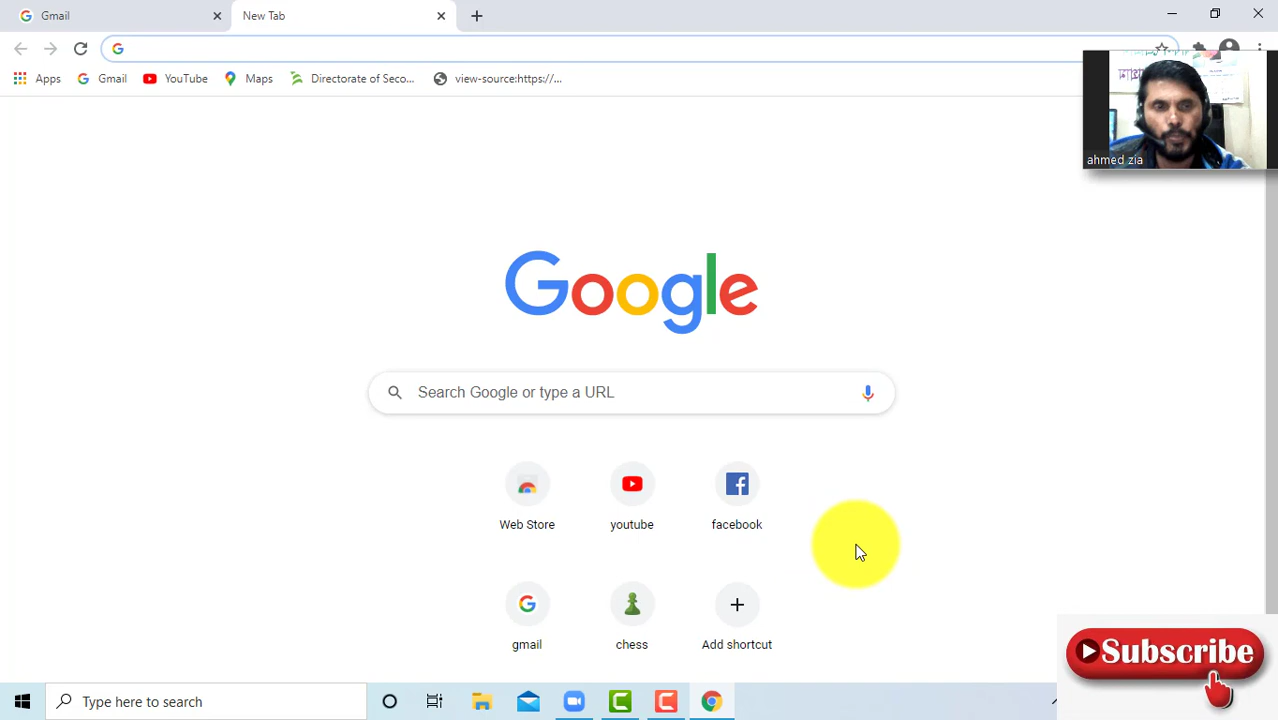 Gmail
New Tab
Apps
Gmail
YouTube
Maps
Directorate of Seco...
view-source:https://...
ahmed zia
Google
Search Google or type a URL
Web Store
youtube
facebook
gmail
chess
Add shortcut
Subscribe
Type here to search